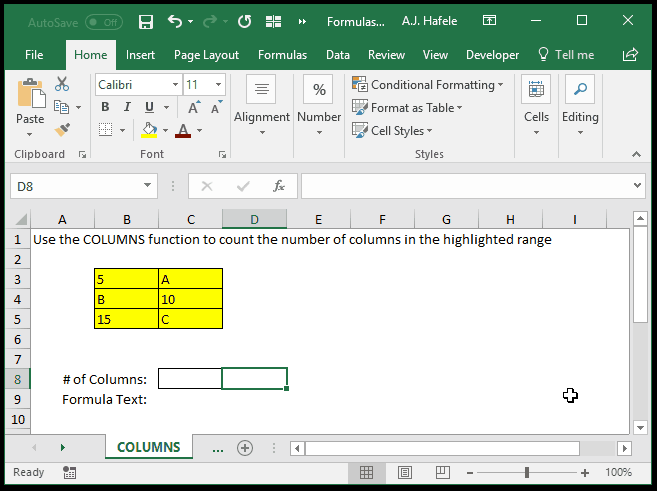 AutoSave Off Formulas... A.J. Hafele
File Home Insert Page Layout Formulas Data Review View Developer Tell me
Calibri 11 % Conditional Formatting
Paste B I U A A Alignment Number Format as Table Cells Editing
A Cell Styles
Clipboard Font Styles
D8 fx
A B C D E F G H I
1 Use the COLUMNS function to count the number of columns in the highlighted range
2
3 5 A
4 B 10
5 15 C
6
7
8 # of Columns:
9 Formula Text:
10
COLUMNS ...
Ready 100%